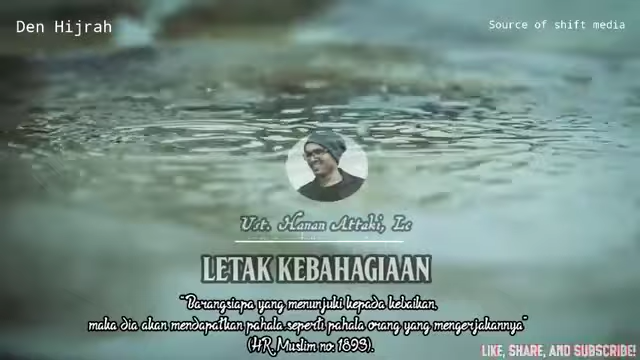 Den Hijrah
Source of shift media
Ust. Hanan Attaki, Lc
LETAK KEBAHAGIAAN
"Barangsiapa yang menunjuki kepada kebaikan,
maka dia akan mendapatkan pahala seperti pahala orang yang mengerjakannya"
(HR. Muslim no: 1893).
LIKE, SHARE, AND SUBSCRIBE!